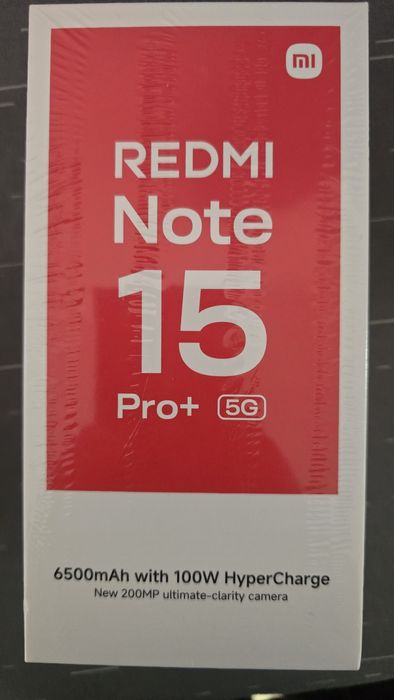 mi
REDMI
Note
15
Pro+ 5G
6500mAh with 100W HyperCharge
New 200MP ultimate-clarity camera